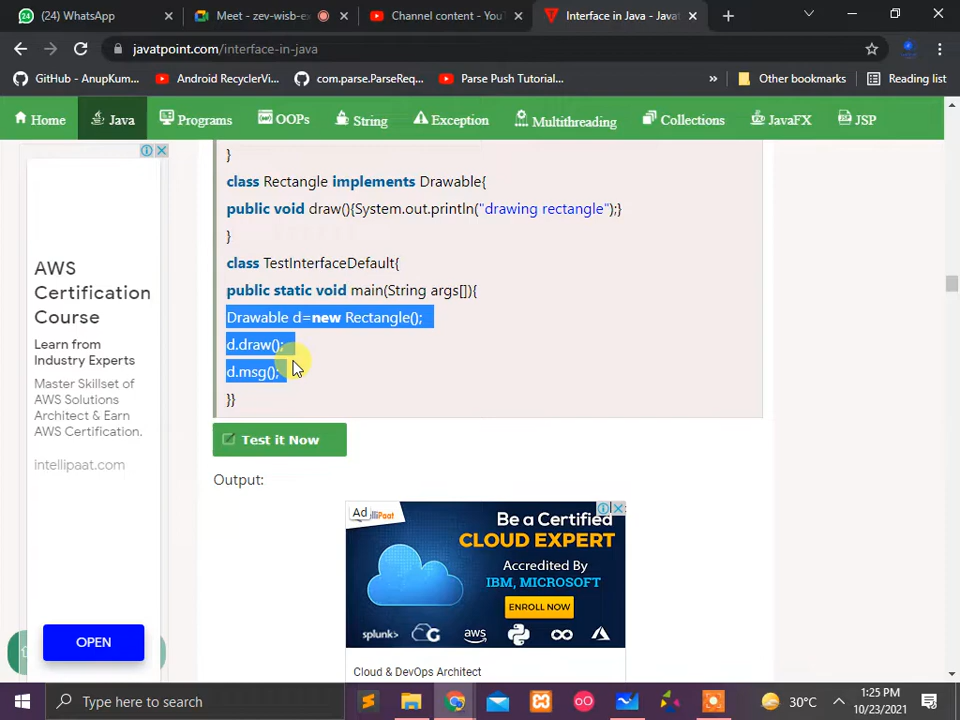 (24) WhatsApp
Meet - zev-wisb-e
Channel content - You
Interface in Java - Javat
javatpoint.com/interface-in-java
GitHub - AnupKum...
Android RecyclerVi...
com.parse.ParseReq...
Parse Push Tutorial...
»
Other bookmarks
Reading list
Home
Java
Programs
OOPs
String
Exception
Multithreading
Collections
JavaFX
JSP
}
class Rectangle implements Drawable{
public void draw(){System.out.println("drawing rectangle");}
}
class TestInterfaceDefault{
public static void main(String args[]){
Drawable d=new Rectangle();
d.draw();
d.msg();
}}
Test it Now
Output:
AWS
Certification
Course
Learn from
Industry Experts
Master Skillset of
AWS Solutions
Architect & Earn
AWS Certification.
intellipaat.com
OPEN
Ad
Be a Certified
CLOUD EXPERT
Accredited By
IBM, MICROSOFT
ENROLL NOW
splunk>
aws
Cloud & DevOps Architect
Type here to search
30°C
1:25 PM
10/23/2021